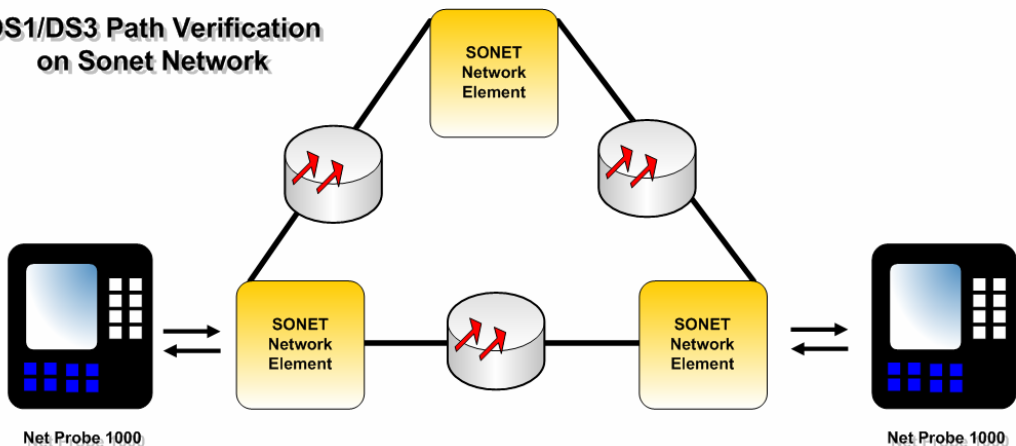 DS1/DS3 Path Verification
on Sonet Network
SONET
Network
Element
SONET
Network
Element
SONET
Network
Element
Net Probe 1000
Net Probe 1000